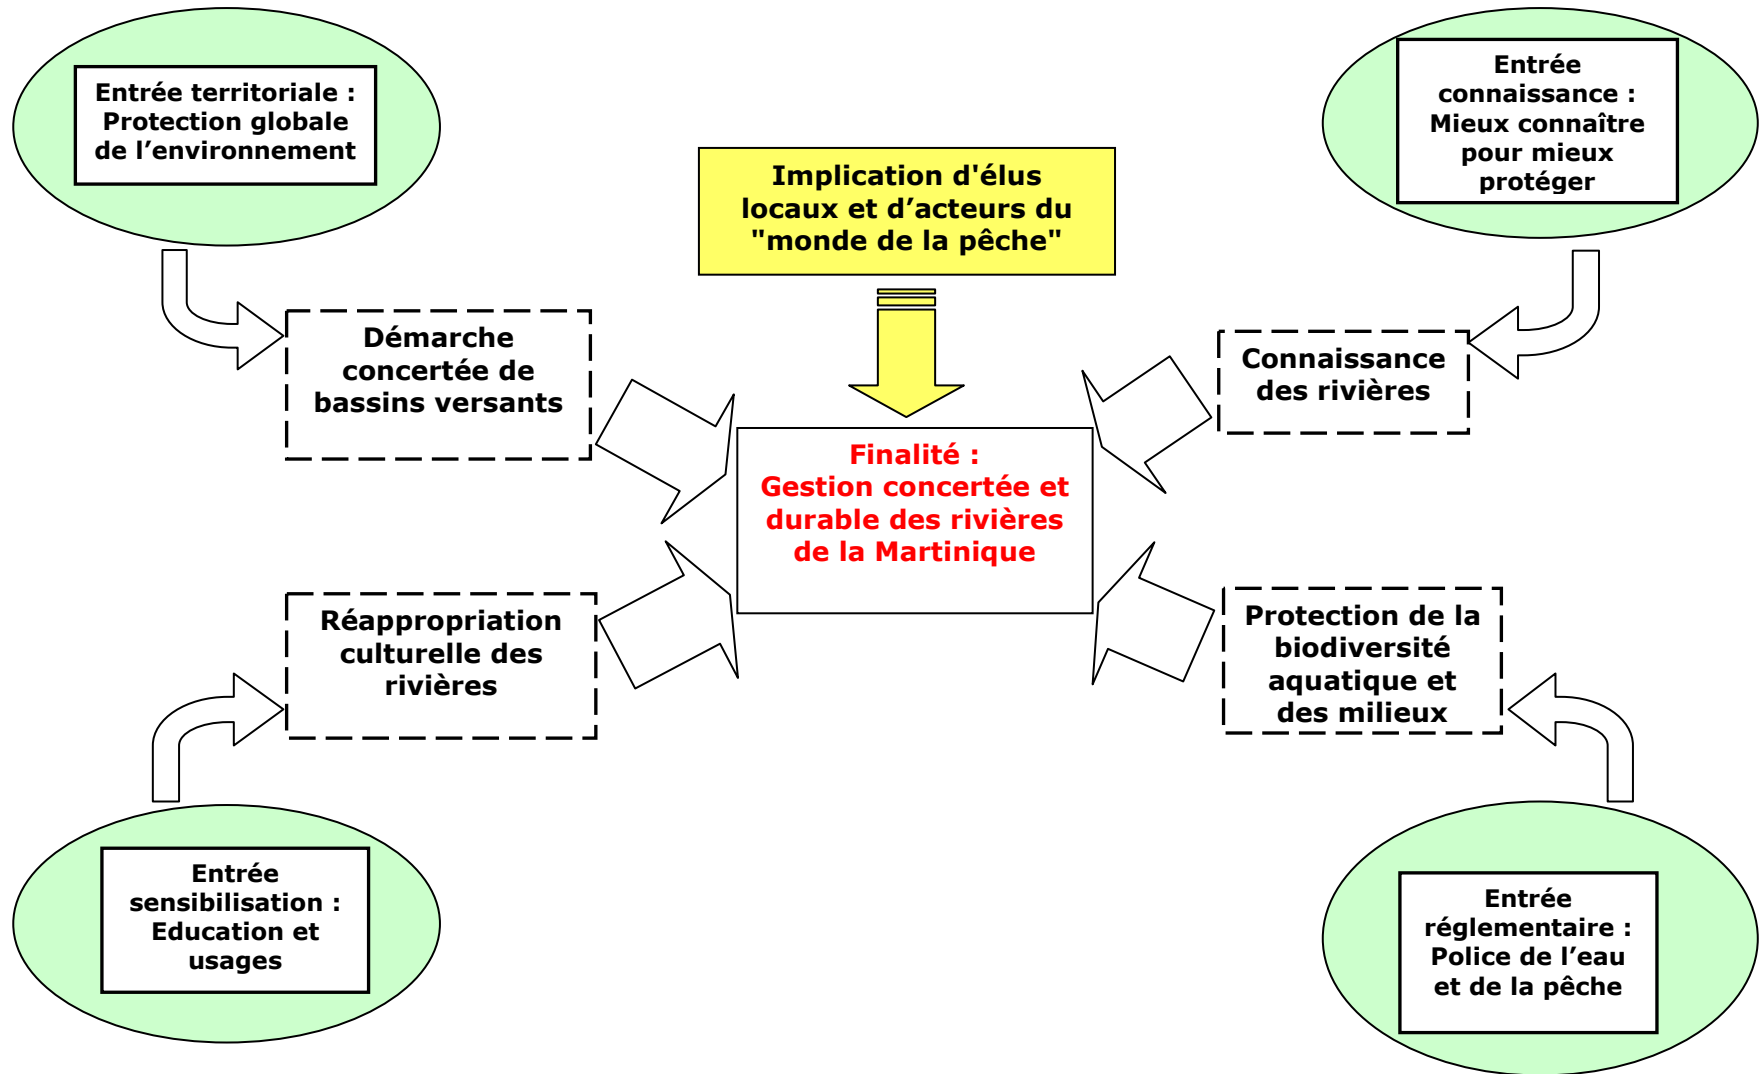 Entrée territoriale :
Protection globale
de l’environnement
Entrée
connaissance :
Mieux connaître
pour mieux
protéger
Implication d'élus
locaux et d’acteurs du
"monde de la pêche"
Démarche
concertée de
bassins versants
Connaissance
des rivières
Finalité :
Gestion concertée et
durable des rivières
de la Martinique
Réappropriation
culturelle des
rivières
Protection de la
biodiversité
aquatique et
des milieux
Entrée
sensibilisation :
Education et
usages
Entrée
réglementaire :
Police de l’eau
et de la pêche